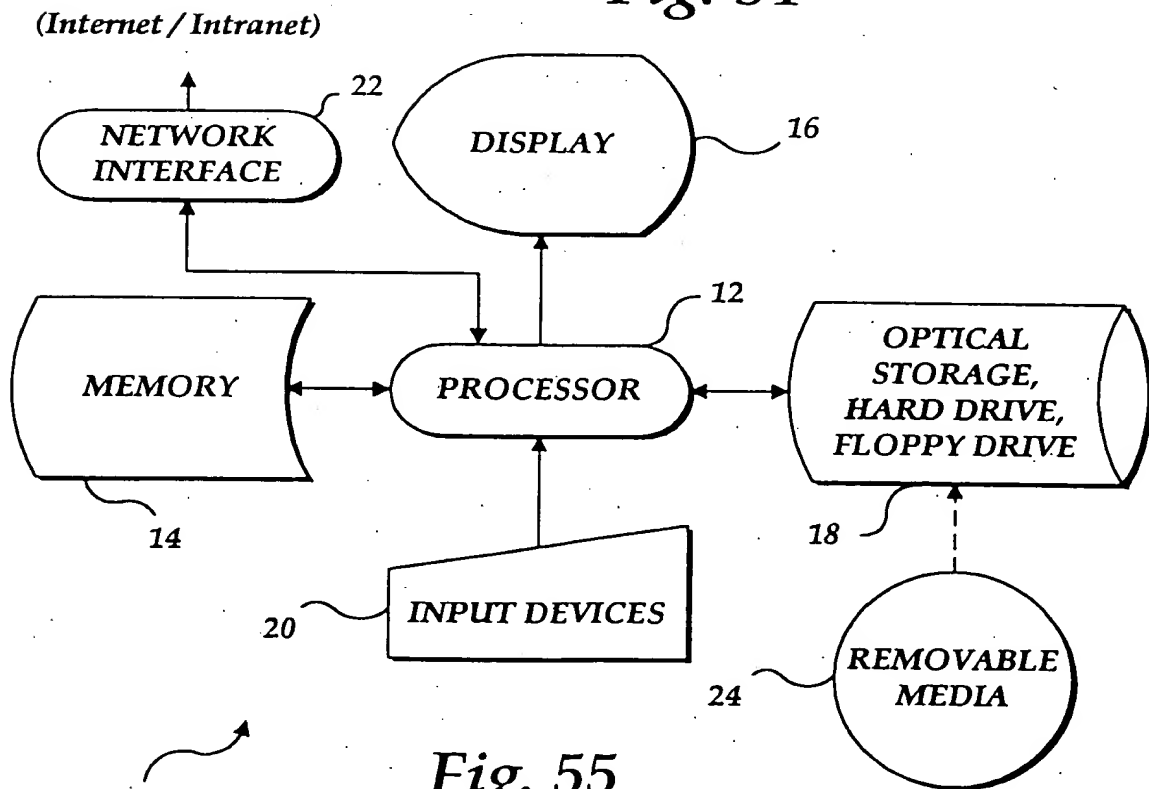 (Internet / Intranet)
22
NETWORK
INTERFACE
DISPLAY
16
12
MEMORY
PROCESSOR
OPTICAL
STORAGE,
HARD DRIVE,
FLOPPY DRIVE
14
18
20
INPUT DEVICES
24
REMOVABLE
MEDIA
Fig. 55